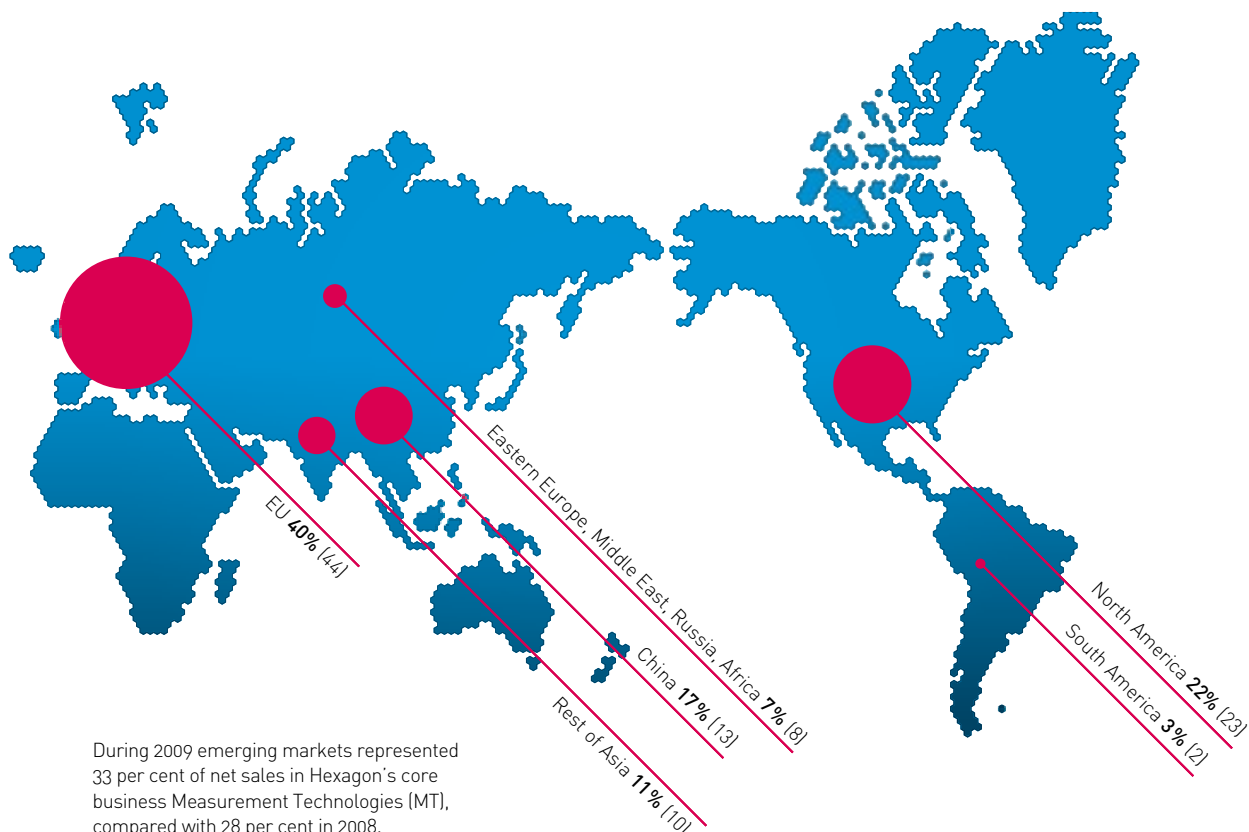 EU 40% (44)
Eastern Europe, Middle East, Russia, Africa 7% (8)
China 17% (13)
Rest of Asia 11% (10)
North America 22% (23)
South America 3% (2)
During 2009 emerging markets represented
33 per cent of net sales in Hexagon’s core
business Measurement Technologies (MT),
compared with 28 per cent in 2008.